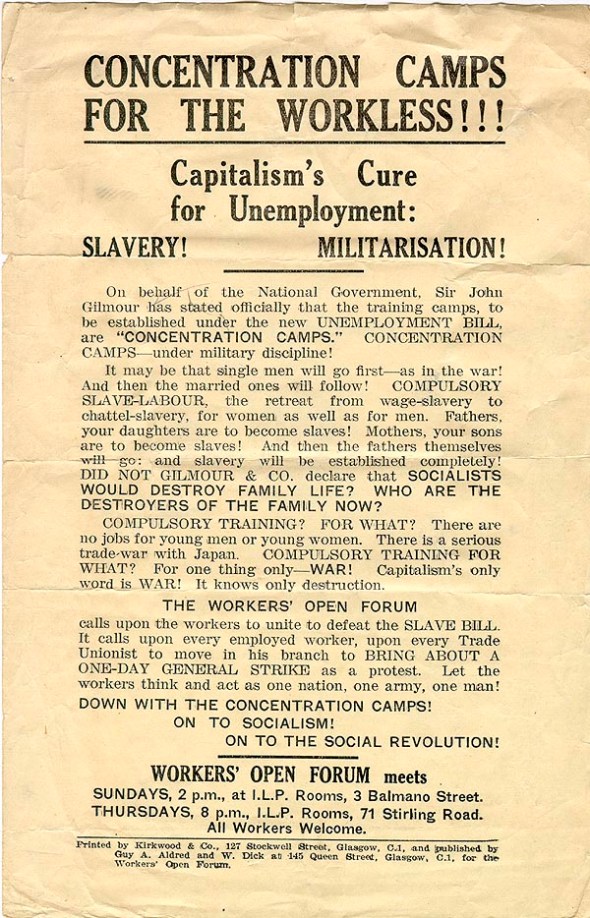 CONCENTRATION CAMPS
FOR THE WORKLESS!!!
Capitalism's Cure
for Unemployment:
SLAVERY! MILITARISATION!
On behalf of the National Government, Sir John
Gilmour has stated officially that the training camps, to
be established under the new UNEMPLOYMENT BILL,
are "CONCENTRATION CAMPS." CONCENTRATION
CAMPS—under military discipline!
It may be that single men will go first—as in the war!
And then the married ones will follow! COMPULSORY
SLAVE-LABOUR, the retreat from wage-slavery to
chattel-slavery, for women as well as for men. Fathers,
your daughters are to become slaves! Mothers, your sons
are to become slaves! And then the fathers themselves
will go: and slavery will be established completely!
DID NOT GILMOUR & CO. declare that SOCIALISTS
WOULD DESTROY FAMILY LIFE? WHO ARE THE
DESTROYERS OF THE FAMILY NOW?
COMPULSORY TRAINING? FOR WHAT? There are
no jobs for young men or young women. There is a serious
trade-war with Japan. COMPULSORY TRAINING FOR
WHAT? For one thing only—WAR! Capitalism's only
word is WAR! It knows only destruction.
THE WORKERS' OPEN FORUM
calls upon the workers to unite to defeat the SLAVE BILL.
It calls upon every employed worker, upon every Trade
Unionist to move in his branch to BRING ABOUT A
ONE-DAY GENERAL STRIKE as a protest. Let the
workers think and act as one nation, one army, one man!
DOWN WITH THE CONCENTRATION CAMPS!
ON TO SOCIALISM!
ON TO THE SOCIAL REVOLUTION!
WORKERS' OPEN FORUM meets
SUNDAYS, 2 p.m., at I.L.P. Rooms, 3 Balmano Street.
THURSDAYS, 8 p.m., I.L.P. Rooms, 71 Stirling Road.
All Workers Welcome.
Printed by Kirkwood & Co., 127 Stockwell Street, Glasgow, C.1, and published by
Guy A. Aldred and W. Dick at 145 Queen Street, Glasgow, C.1, for the
Workers' Open Forum.